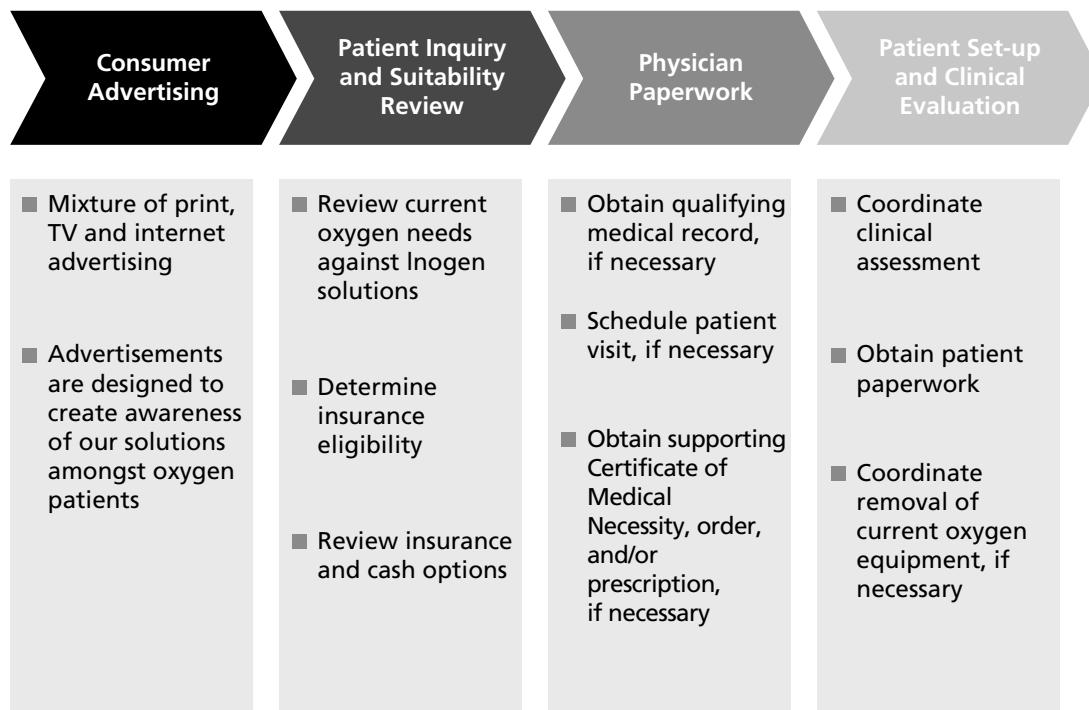 Consumer
Advertising
Patient Inquiry
and Suitability
Review
Physician
Paperwork
Patient Set-up
and Clinical
Evaluation
Mixture of print,
TV and internet
advertising
Advertisements
are designed to
create awareness
of our solutions
amongst oxygen
patients
Review current
oxygen needs
against Inogen
solutions
Determine
insurance
eligibility
Review insurance
and cash options
Obtain qualifying
medical record,
if necessary
Schedule patient
visit, if necessary
Obtain supporting
Certificate of
Medical
Necessity, order,
and/or
prescription,
if necessary
Coordinate
clinical
assessment
Obtain patient
paperwork
Coordinate
removal of
current oxygen
equipment, if
necessary